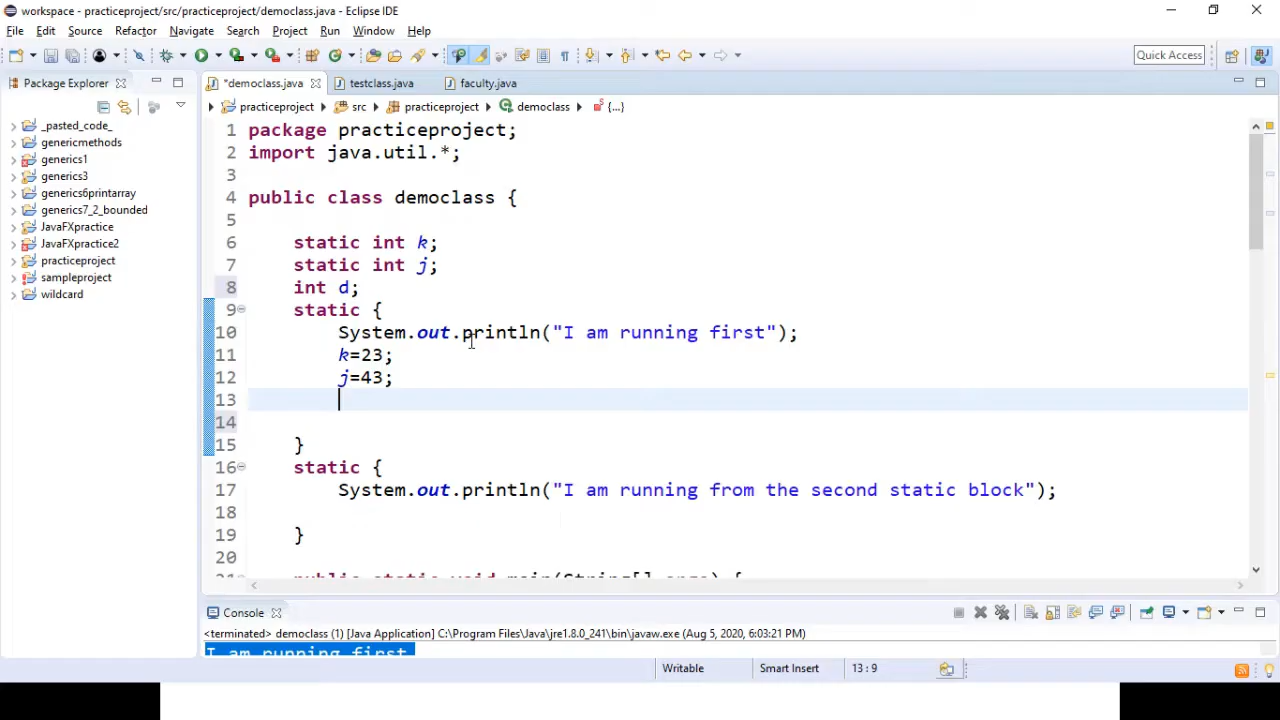 workspace - practiceproject/src/practiceproject/democlass.java - Eclipse IDE
File Edit Source Refactor Navigate Search Project Run Window Help
Quick Access
Package Explorer
*democlass.java testclass.java faculty.java
practiceproject src practiceproject democlass {...}
_pasted_code_
genericmethods
generics1
generics3
generics6printarray
generics7_2_bounded
JavaFXpractice
JavaFXpractice2
practiceproject
sampleproject
wildcard
1 package practiceproject;
2 import java.util.*;
3
4 public class democlass {
5
6 static int k;
7 static int j;
8 int d;
9 static {
10 System.out.println("I am running first");
11 k=23;
12 j=43;
13
14
15 }
16 static {
17 System.out.println("I am running from the second static block");
18
19 }
20
public static void main(String[] args) {
Console
<terminated> democlass (1) [Java Application] C:\Program Files\Java\jre1.8.0_241\bin\javaw.exe (Aug 5, 2020, 6:03:21 PM)
I am running first
Writable Smart Insert 13 : 9